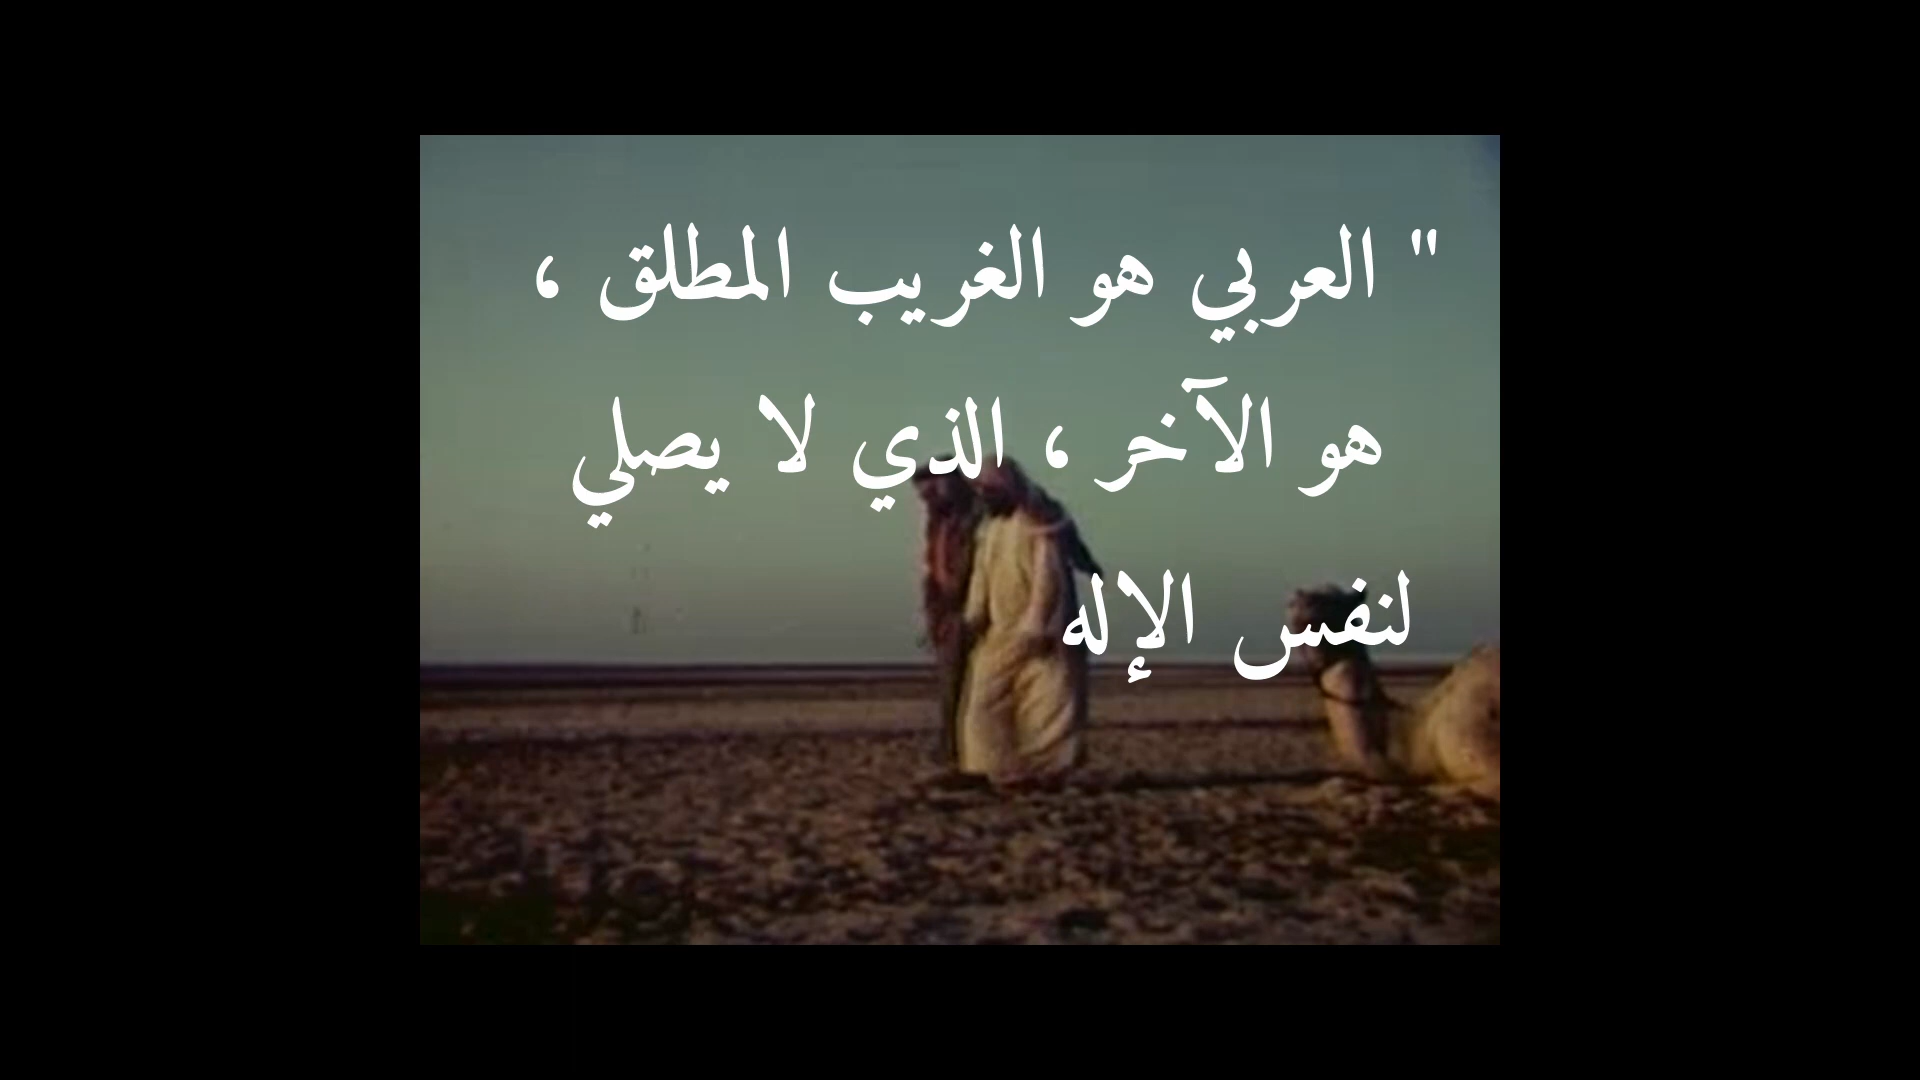 " العربي هو الغريب المطلق ،
هو الآخر ، الذي لا يصلي
لنفس الإله